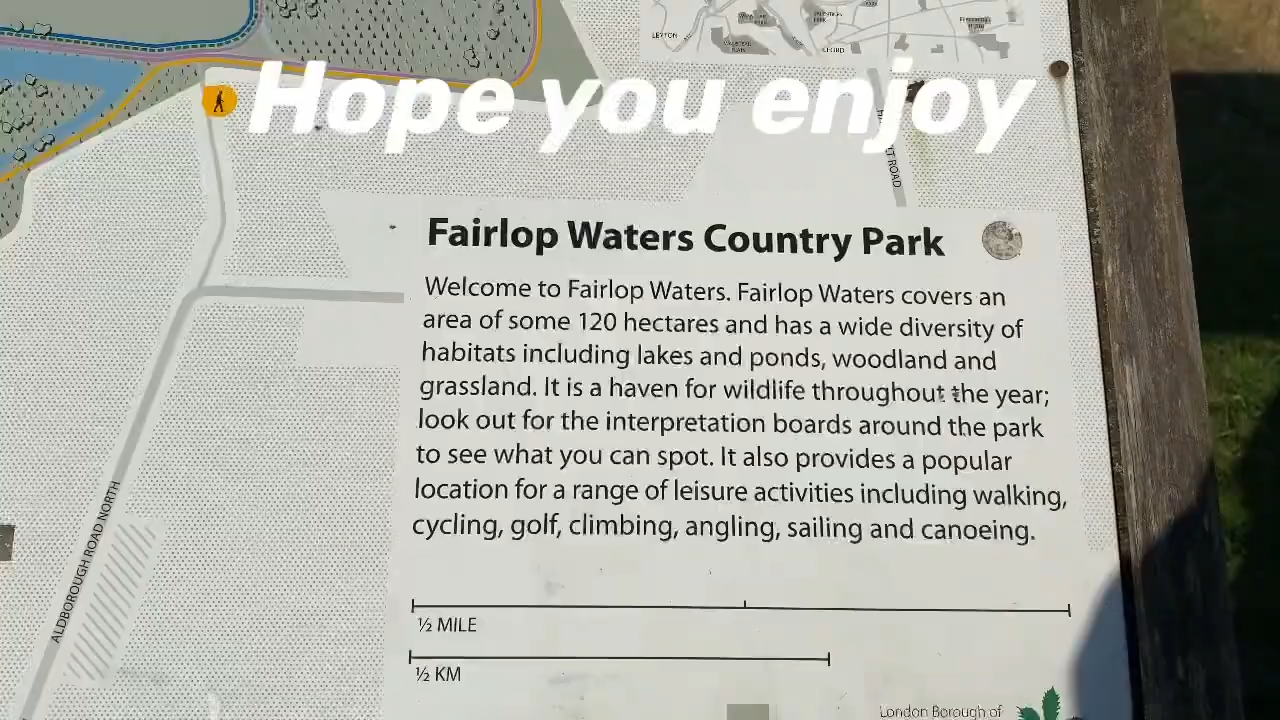 LEYTON
ILFORD
Hope you enjoy
LT ROAD
Fairlop Waters Country Park
Welcome to Fairlop Waters. Fairlop Waters covers an
area of some 120 hectares and has a wide diversity of
habitats including lakes and ponds, woodland and
grassland. It is a haven for wildlife throughout the year;
look out for the interpretation boards around the park
to see what you can spot. It also provides a popular
location for a range of leisure activities including walking,
cycling, golf, climbing, angling, sailing and canoeing.
ALDBOROUGH ROAD NORTH
½ MILE
½ KM
London Borough of